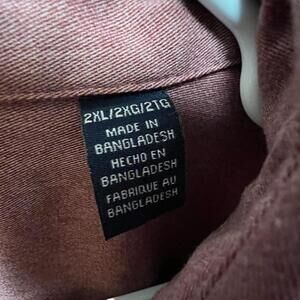 2XL/2XG/2TG
MADE IN
BANGLADESH
HECHO EN
BANGLADESH
FABRIQUE AU
BANGLADESH